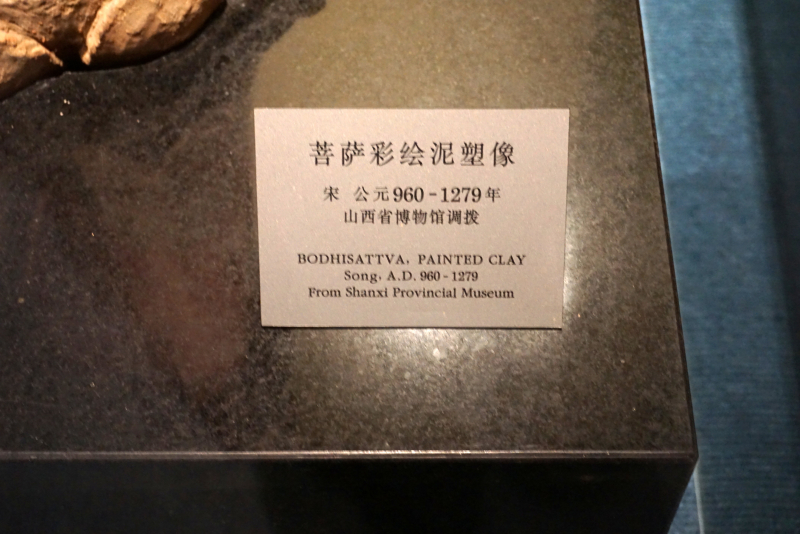 菩萨彩绘泥塑像
宋 公元960-1279年
山西省博物馆调拨
BODHISATTVA, PAINTED CLAY
Song, A.D. 960-1279
From Shanxi Provincial Museum